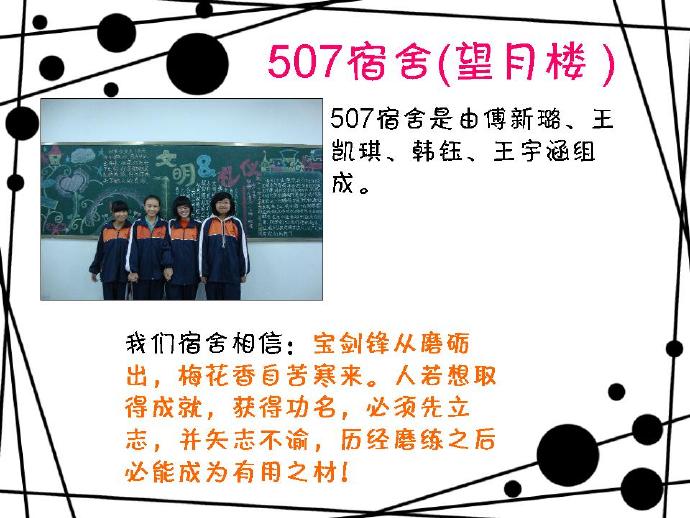 507宿舍(望月楼)
507宿舍是由傅新璐、王
凯琪、韩钰、王宇涵组
成。
文明&礼仪
我们宿舍相信：宝剑锋从磨砺
出，梅花香自苦寒来。人若想取
得成就，获得功名，必须先立
志，并矢志不谕，历经磨练之后
必能成为有用之材！